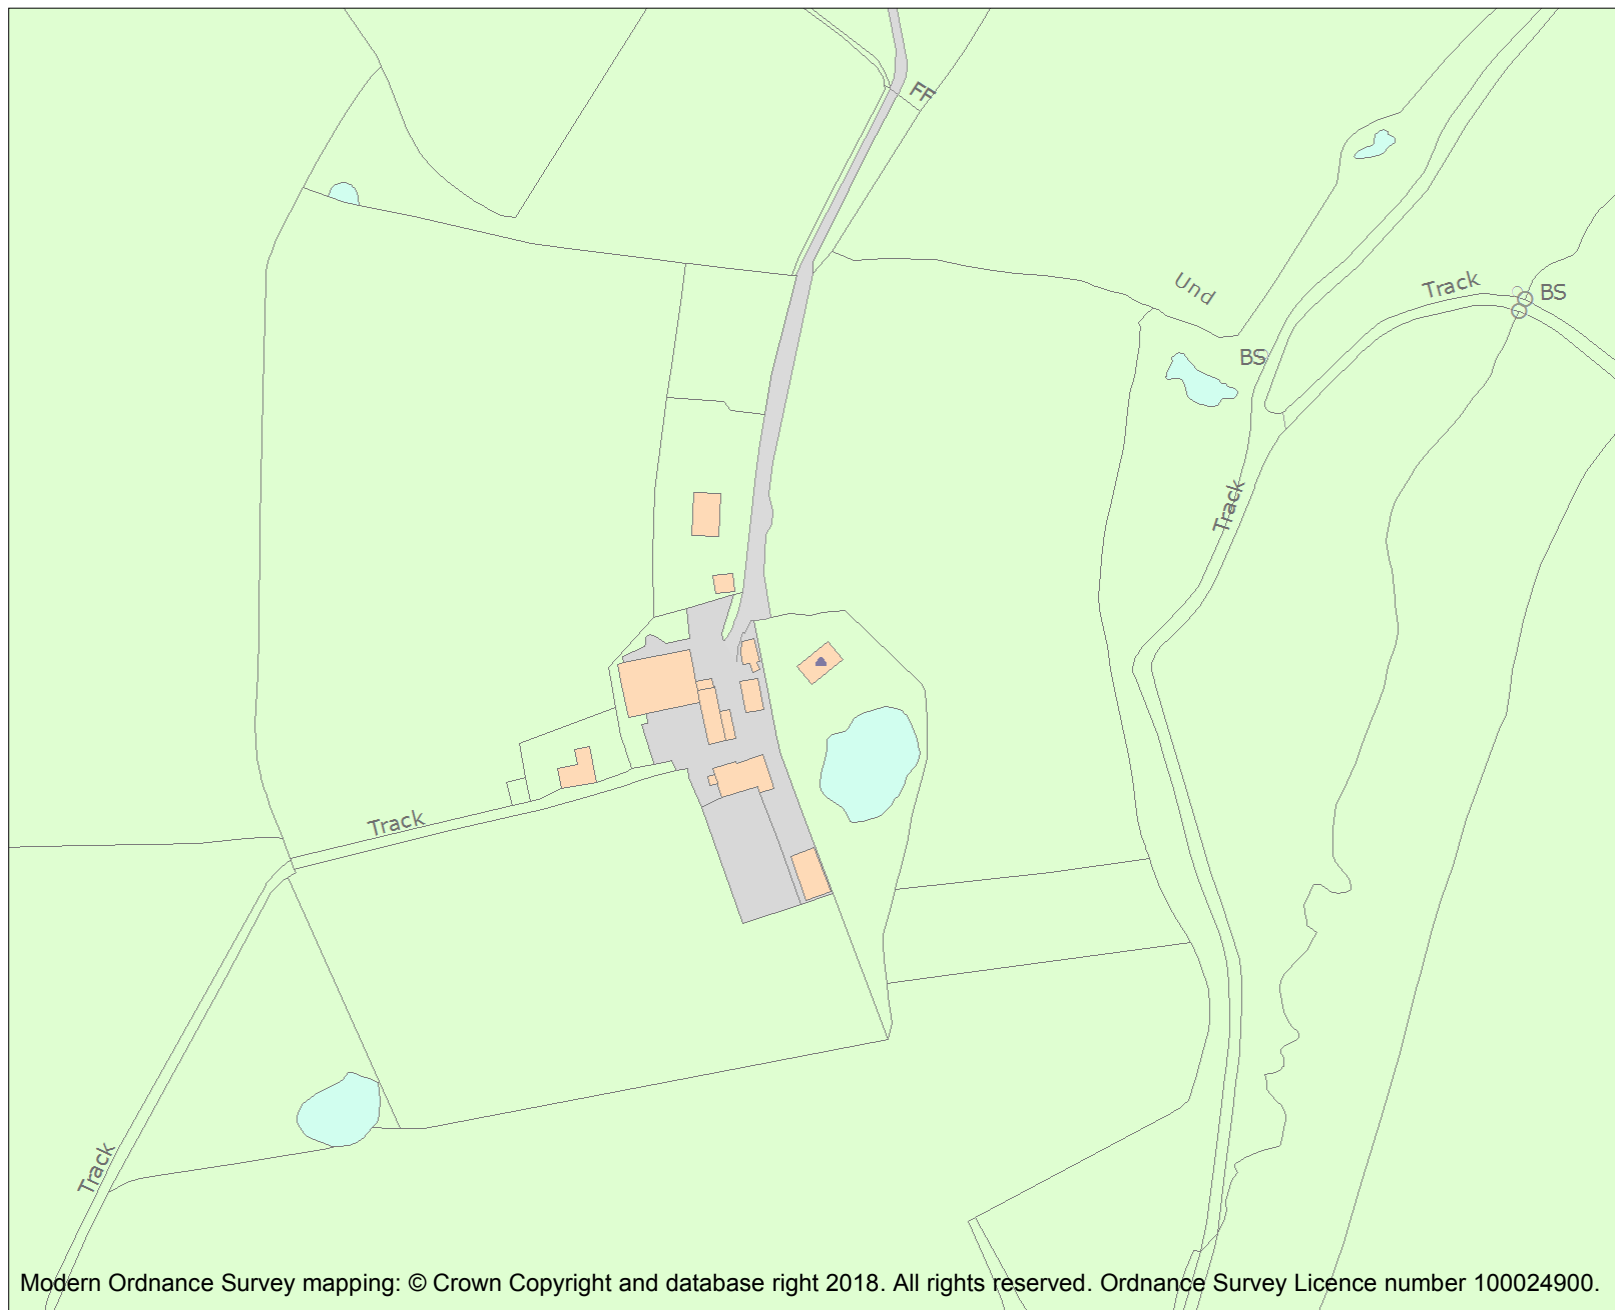 FF
Und
Track
BS
BS
Track
Track
Track
Modern Ordnance Survey mapping: © Crown Copyright and database right 2018. All rights reserved. Ordnance Survey Licence number 100024900.